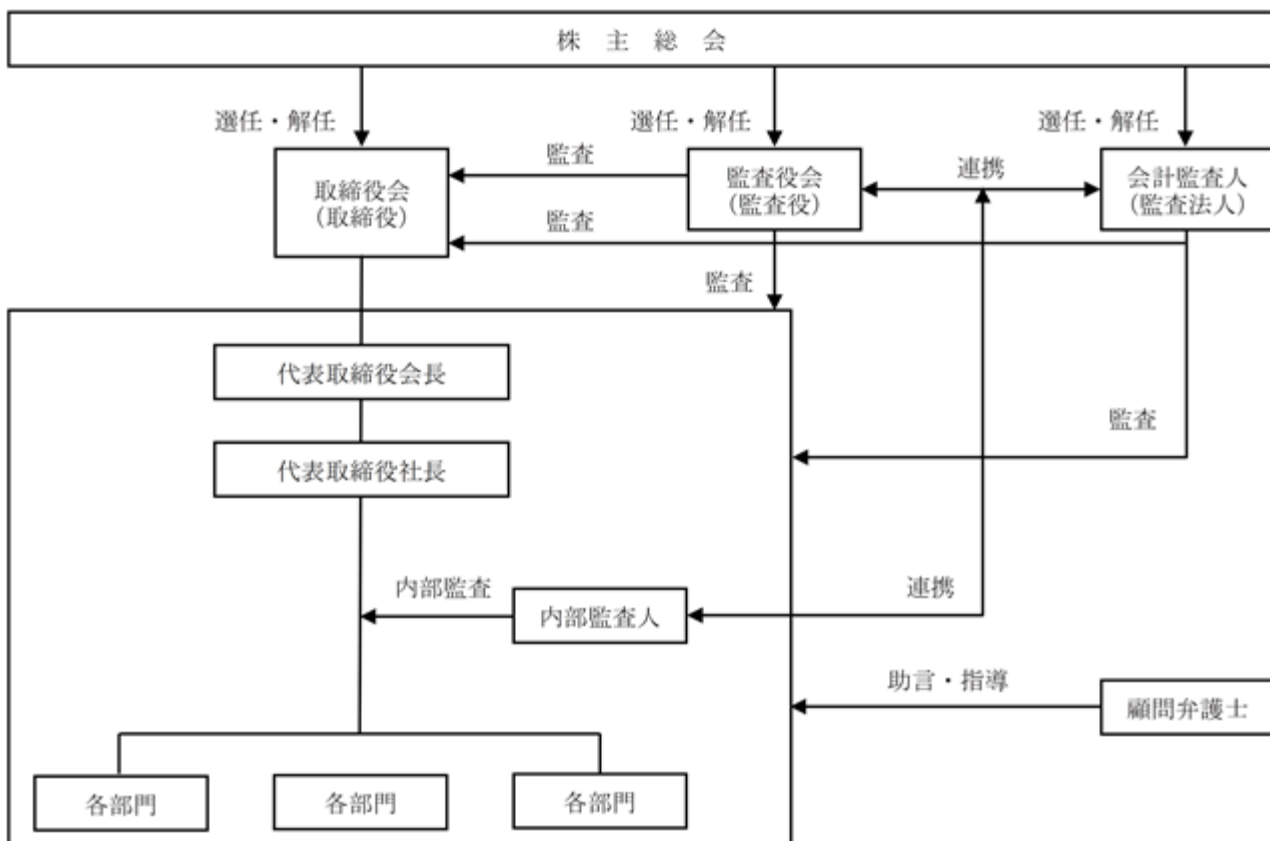 株 主 総 会
選任・解任
選任・解任
選任・解任
取締役会
（取締役）
監査
監査役会
（監査役）
連携
会計監査人
（監査法人）
監査
監査
代表取締役会長
監査
代表取締役社長
内部監査
内部監査人
連携
助言・指導
顧問弁護士
各部門
各部門
各部門